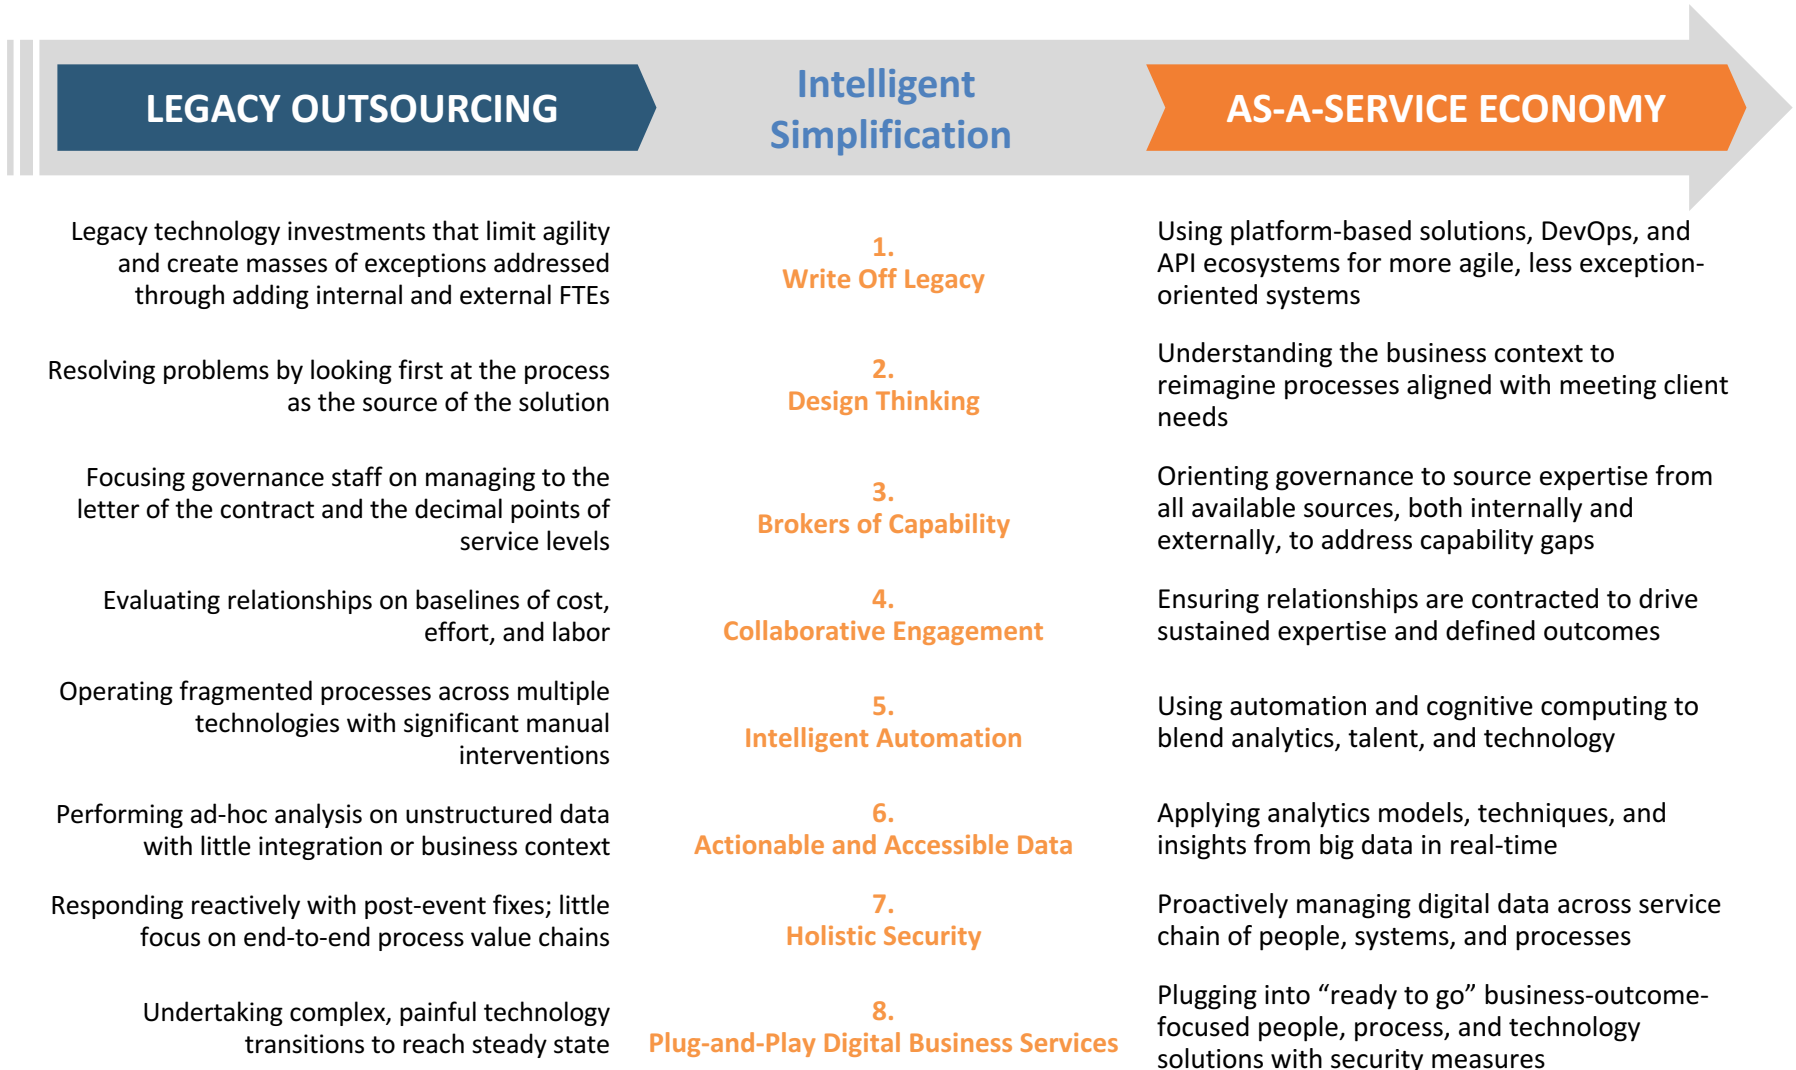 LEGACY OUTSOURCING
Intelligent
Simplification
AS-A-SERVICE ECONOMY
Legacy technology investments that limit agility
and create masses of exceptions addressed
through adding internal and external FTEs
1.
Write Off Legacy
Using platform-based solutions, DevOps, and
API ecosystems for more agile, less exception-
oriented systems
Resolving problems by looking first at the process
as the source of the solution
2.
Design Thinking
Understanding the business context to
reimagine processes aligned with meeting client
needs
Focusing governance staff on managing to the
letter of the contract and the decimal points of
service levels
3.
Brokers of Capability
Orienting governance to source expertise from
all available sources, both internally and
externally, to address capability gaps
Evaluating relationships on baselines of cost,
effort, and labor
4.
Collaborative Engagement
Ensuring relationships are contracted to drive
sustained expertise and defined outcomes
Operating fragmented processes across multiple
technologies with significant manual
interventions
5.
Intelligent Automation
Using automation and cognitive computing to
blend analytics, talent, and technology
Performing ad-hoc analysis on unstructured data
with little integration or business context
6.
Actionable and Accessible Data
Applying analytics models, techniques, and
insights from big data in real-time
Responding reactively with post-event fixes; little
focus on end-to-end process value chains
7.
Holistic Security
Proactively managing digital data across service
chain of people, systems, and processes
Undertaking complex, painful technology
transitions to reach steady state
8.
Plug-and-Play Digital Business Services
Plugging into “ready to go” business-outcome-
focused people, process, and technology
solutions with security measures